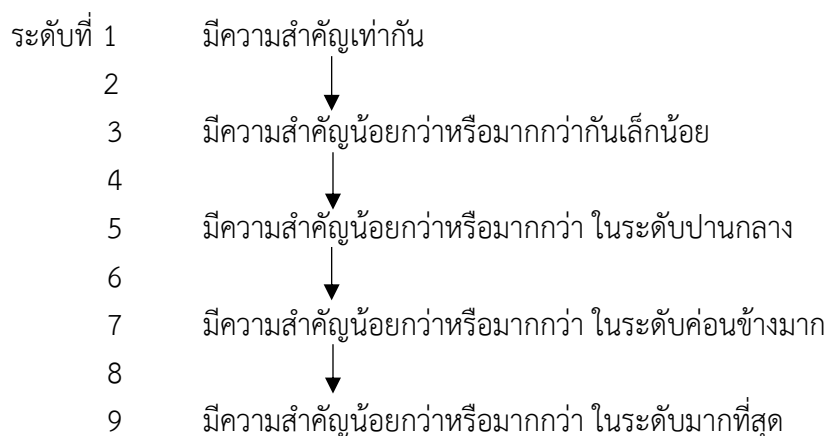 ระดับที่ 1 มีความสำคัญเท่ากัน
2
3 มีความสำคัญน้อยกว่าหรือมากกว่ากันเล็กน้อย
4
5 มีความสำคัญน้อยกว่าหรือมากกว่า ในระดับปานกลาง
6
7 มีความสำคัญน้อยกว่าหรือมากกว่า ในระดับค่อนข้างมาก
8
9 มีความสำคัญน้อยกว่าหรือมากกว่า ในระดับมากที่สุด